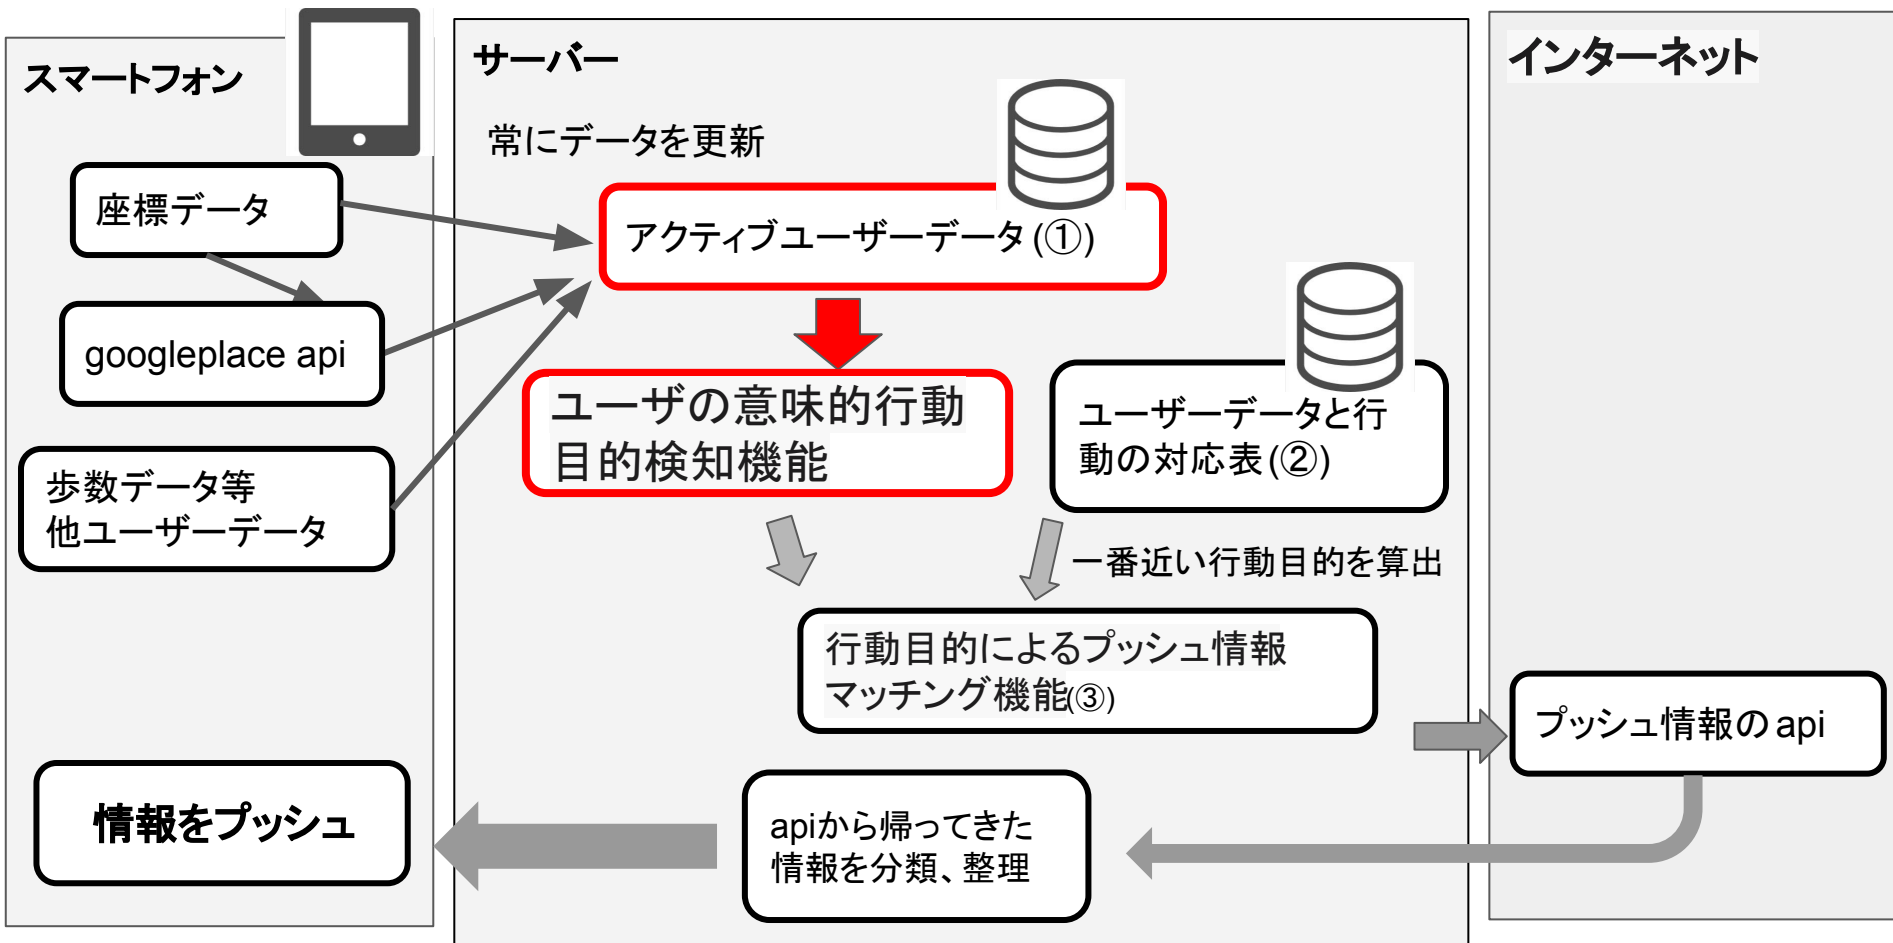 スマートフォン
座標データ
googleplace api
歩数データ等
他ユーザーデータ
情報をプッシュ
サーバー
常にデータを更新
アクティブユーザーデータ(①)
ユーザの意味的行動
目的検知機能
ユーザーデータと行
動の対応表(②)
一番近い行動目的を算出
行動目的によるプッシュ情報
マッチング機能(③)
apiから帰ってきた
情報を分類、整理
インターネット
プッシュ情報のapi